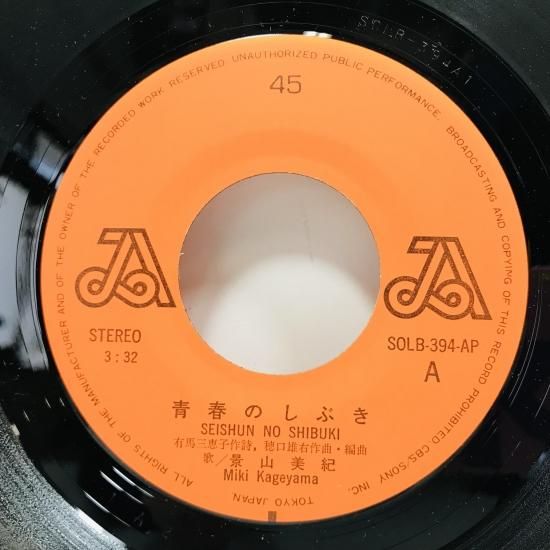 SOLB 394A1
ALL RIGHTS OF THE MANUFACTURER AND OF THE OWNER OF THE RECORDED WORK RESERVED UNAUTHORIZED PUBLIC PERFORMANCE, BROADCASTING AND COPYING OF THIS RECORD PROHIBITED CBS/SONY INC.
TOKYO JAPAN.
45
STEREO
3:32
SOLB-394-AP
A
青春のしぶき
SEISHUN NO SHIBUKI
有馬三恵子作詩, 穂口雄右作曲・編曲
歌/景山美紀
Miki Kageyama